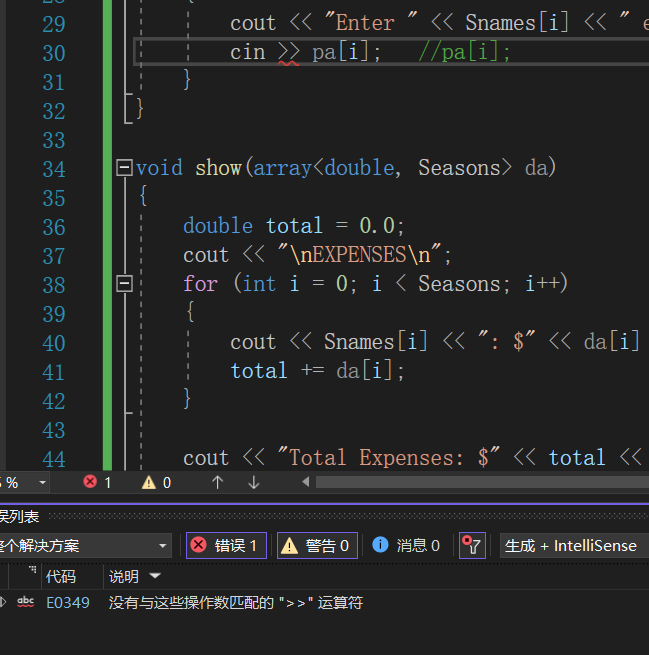 29 cout << "Enter " << Snames[i] << " e
30 cin >> pa[i]; //pa[i];
31 }
32 }
33
34 void show(array<double, Seasons> da)
35 {
36 double total = 0.0;
37 cout << "\nEXPENSES\n";
38 for (int i = 0; i < Seasons; i++)
39 {
40 cout << Snames[i] << ": $" << da[i]
41 total += da[i];
42 }
43
44 cout << "Total Expenses: $" << total <<
% 1 0
误列表
整个解决方案 错误 1 警告 0 消息 0 生成 + IntelliSense
代码 说明
abc E0349 没有与这些操作数匹配的 ">>" 运算符